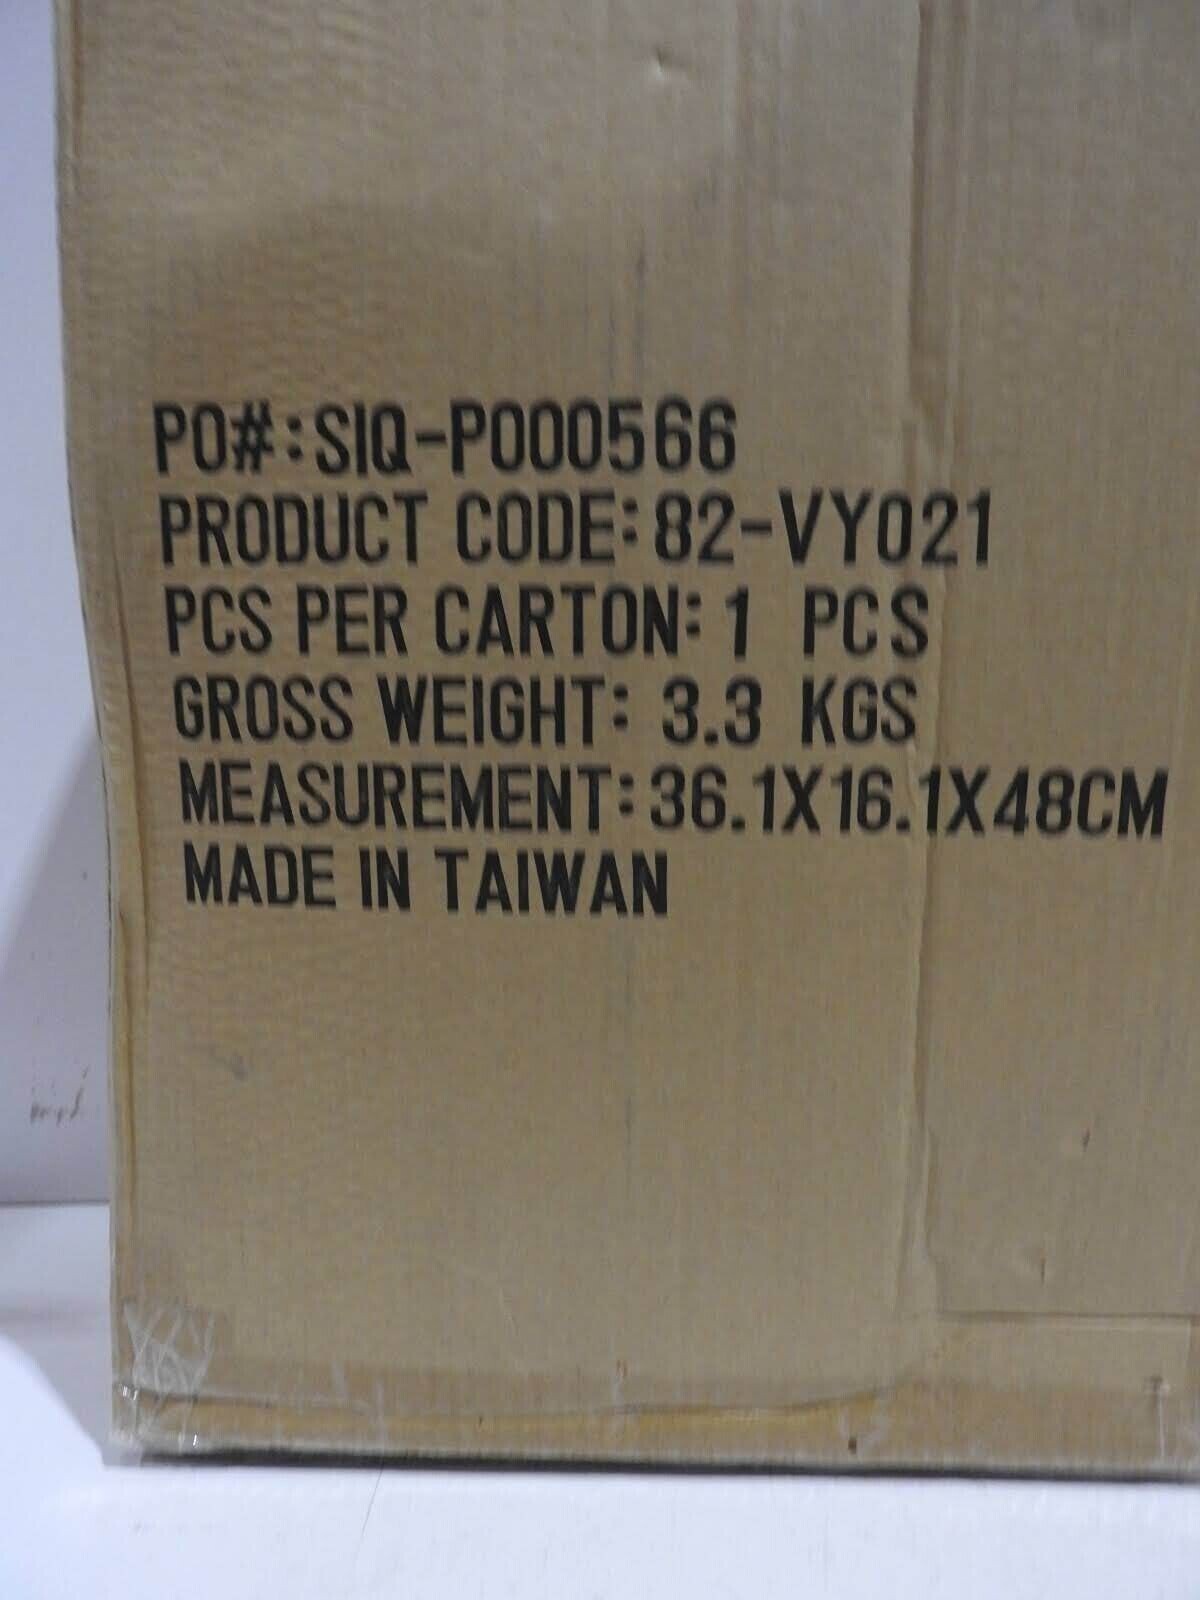 PO#:SIQ-P000566
PRODUCT CODE:82-VY021
PCS PER CARTON:1 PCS
GROSS WEIGHT: 3.3 KGS
MEASUREMENT:36.1X16.1X48CM
MADE IN TAIWAN